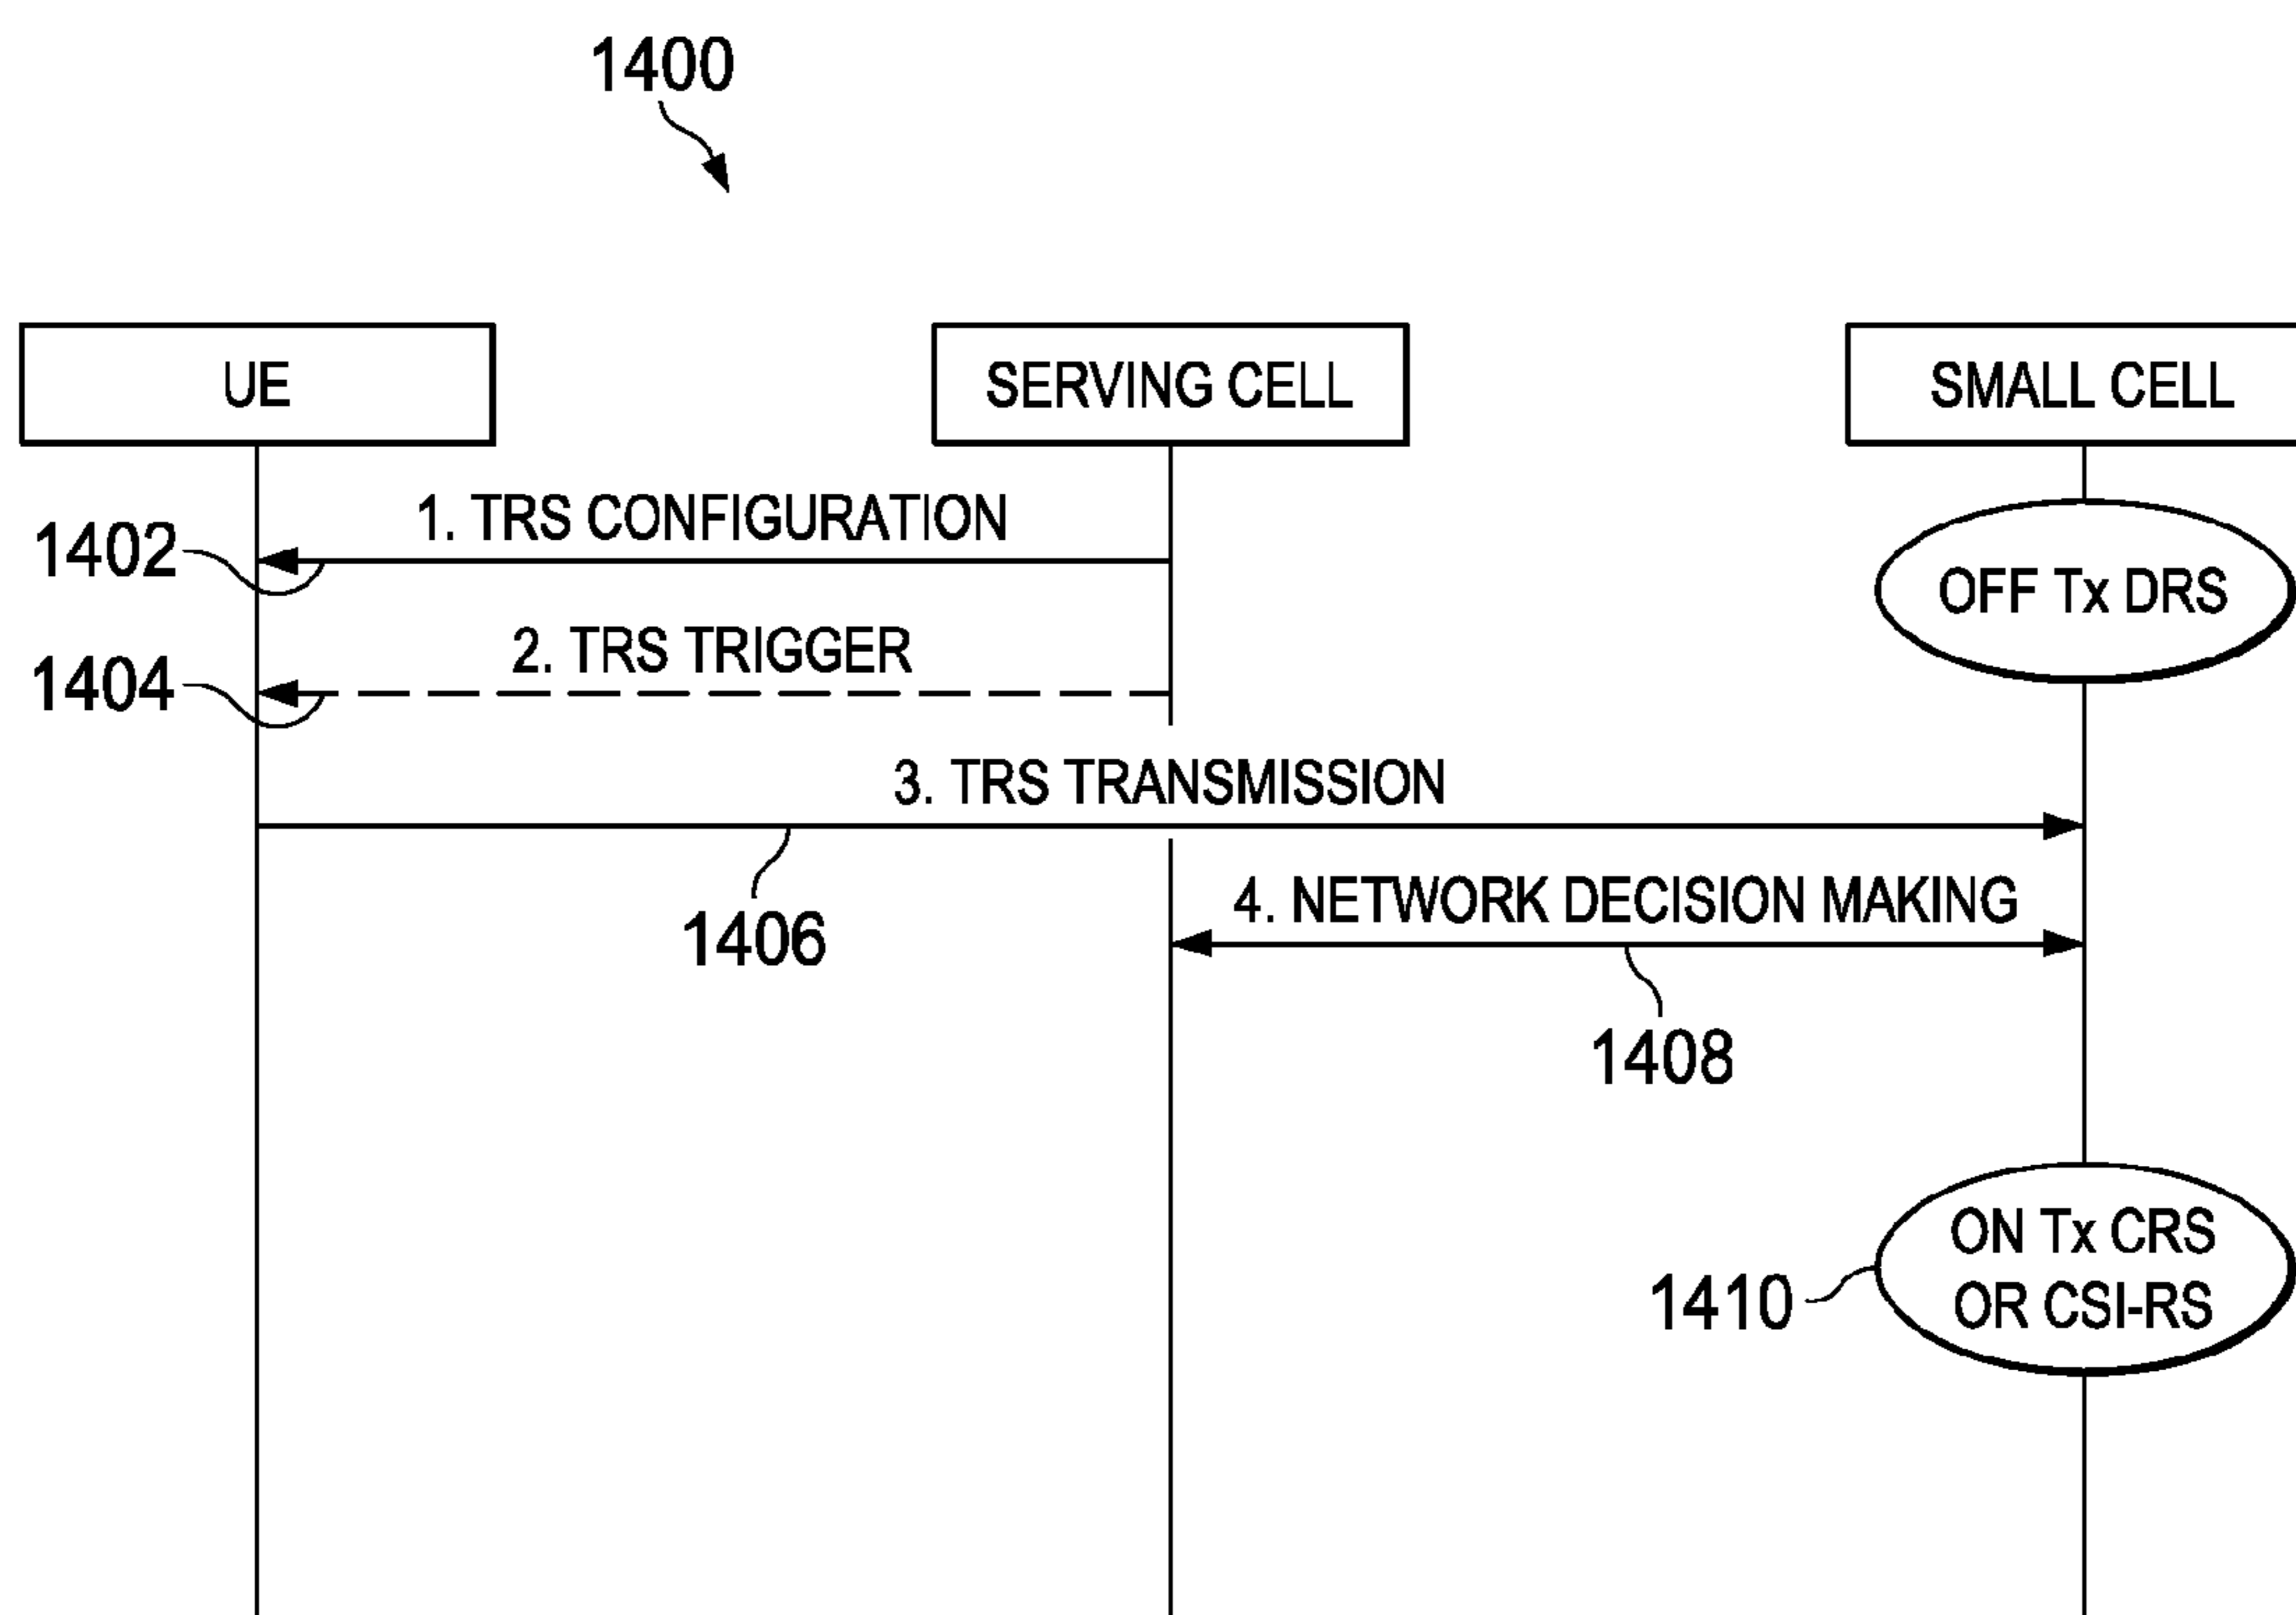 1400
UE
SERVING CELL
SMALL CELL
1. TRS CONFIGURATION
1402
OFF Tx DRS
2. TRS TRIGGER
1404
3. TRS TRANSMISSION
1406
4. NETWORK DECISION MAKING
1408
ON Tx CRS
OR CSI-RS
1410